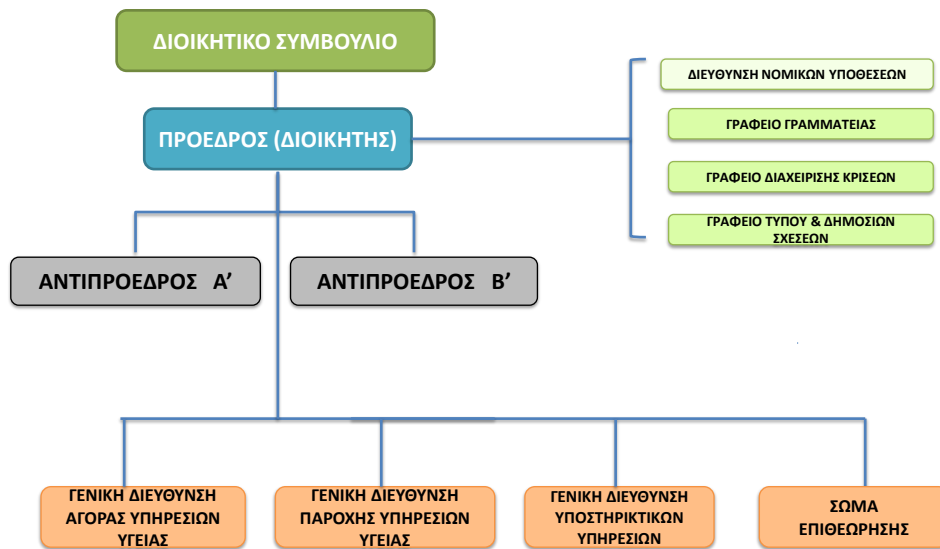 ΔΙΟΙΚΗΤΙΚΟ ΣΥΜΒΟΥΛΙΟ
ΠΡΟΕΔΡΟΣ (ΔΙΟΙΚΗΤΗΣ)
ΔΙΕΥΘΥΝΣΗ ΝΟΜΙΚΩΝ ΥΠΟΘΕΣΕΩΝ
ΓΡΑΦΕΙΟ ΓΡΑΜΜΑΤΕΙΑΣ
ΓΡΑΦΕΙΟ ΔΙΑΧΕΙΡΙΣΗΣ ΚΡΙΣΕΩΝ
ΓΡΑΦΕΙΟ ΤΥΠΟΥ & ΔΗΜΟΣΙΩΝ
ΣΧΕΣΕΩΝ
ΑΝΤΙΠΡΟΕΔΡΟΣ Α’
ΑΝΤΙΠΡΟΕΔΡΟΣ Β’
ΓΕΝΙΚΗ ΔΙΕΥΘΥΝΣΗ
ΑΓΟΡΑΣ ΥΠΗΡΕΣΙΩΝ
ΥΓΕΙΑΣ
ΓΕΝΙΚΗ ΔΙΕΥΘΥΝΣΗ
ΠΑΡΟΧΗΣ ΥΠΗΡΕΣΙΩΝ
ΥΓΕΙΑΣ
ΓΕΝΙΚΗ ΔΙΕΥΘΥΝΣΗ
ΥΠΟΣΤΗΡΙΚΤΙΚΩΝ
ΥΠΗΡΕΣΙΩΝ
ΣΩΜΑ
ΕΠΙΘΕΩΡΗΣΗΣ